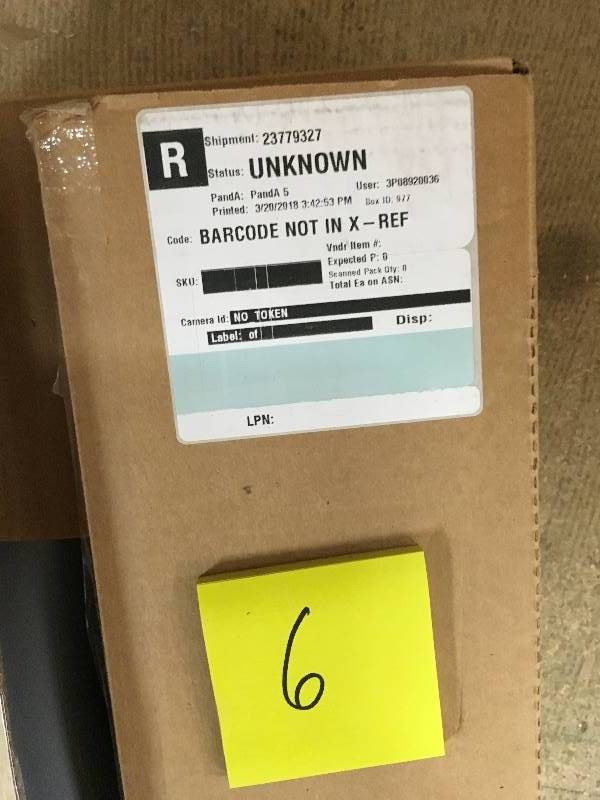 R
Shipment: 23779327
Status: UNKNOWN
PandA: PandA 5 User: 3P08920036
Printed: 3/20/2018 3:42:53 PM Box ID: 977
Code: BARCODE NOT IN X-REF
Vndr Item #:
Expected P: 0
Scanned Pack Qty: 0
SKU: Total Ea on ASN:
Camera Id: NO TOKEN
Label: of Disp:
LPN:
6